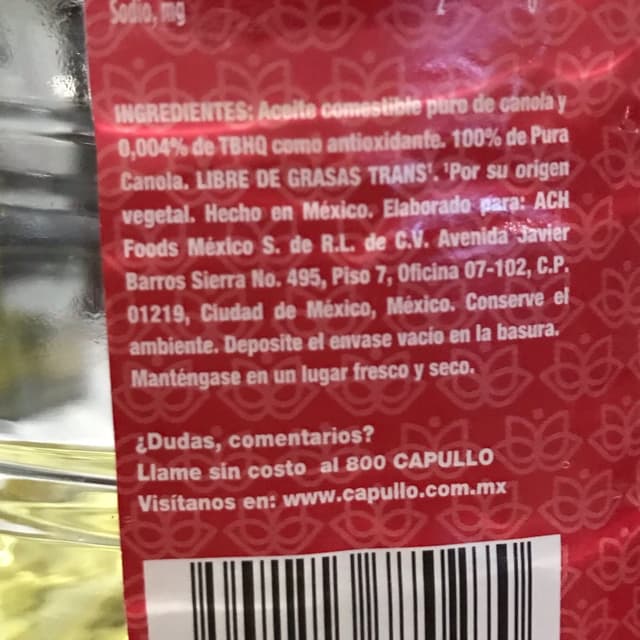 Sodio, mg
INGREDIENTES: Aceite comestible puro de canola y
0,004% de TBHQ como antioxidante. 100% de Pura
Canola. LIBRE DE GRASAS TRANS¹. ¹Por su origen
vegetal. Hecho en México. Elaborado para: ACH
Foods México S. de R.L. de C.V. Avenida Javier
Barros Sierra No. 495, Piso 7, Oficina 07-102, C.P.
01219, Ciudad de México, México. Conserve el
ambiente. Deposite el envase vacío en la basura.
Manténgase en un lugar fresco y seco.
¿Dudas, comentarios?
Llame sin costo al 800 CAPULLO
Visítanos en: www.capullo.com.mx